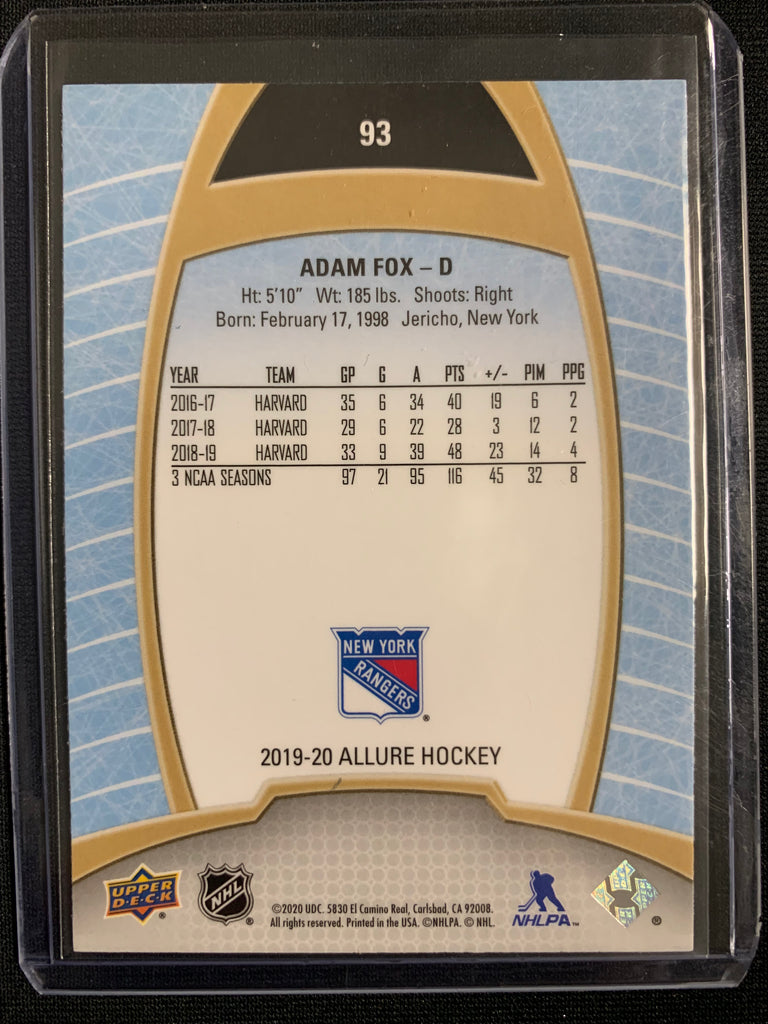 93
ADAM FOX – D
Ht: 5'10" Wt: 185 lbs. Shoots: Right
Born: February 17, 1998 Jericho, New York
YEAR TEAM GP G A PTS +/- PIM PPG
2016-17 HARVARD 35 6 34 40 19 6 2
2017-18 HARVARD 29 6 22 28 3 12 2
2018-19 HARVARD 33 9 39 48 23 14 4
3 NCAA SEASONS 97 21 95 116 45 32 8
NEW YORK
RANGERS
®
2019-20 ALLURE HOCKEY
UPPER
D·E·C·K
®
NHL
®
©2020 UDC. 5830 El Camino Real, Carlsbad, CA 92008.
All rights reserved. Printed in the USA. ©NHLPA. © NHL.
NHLPA™
®